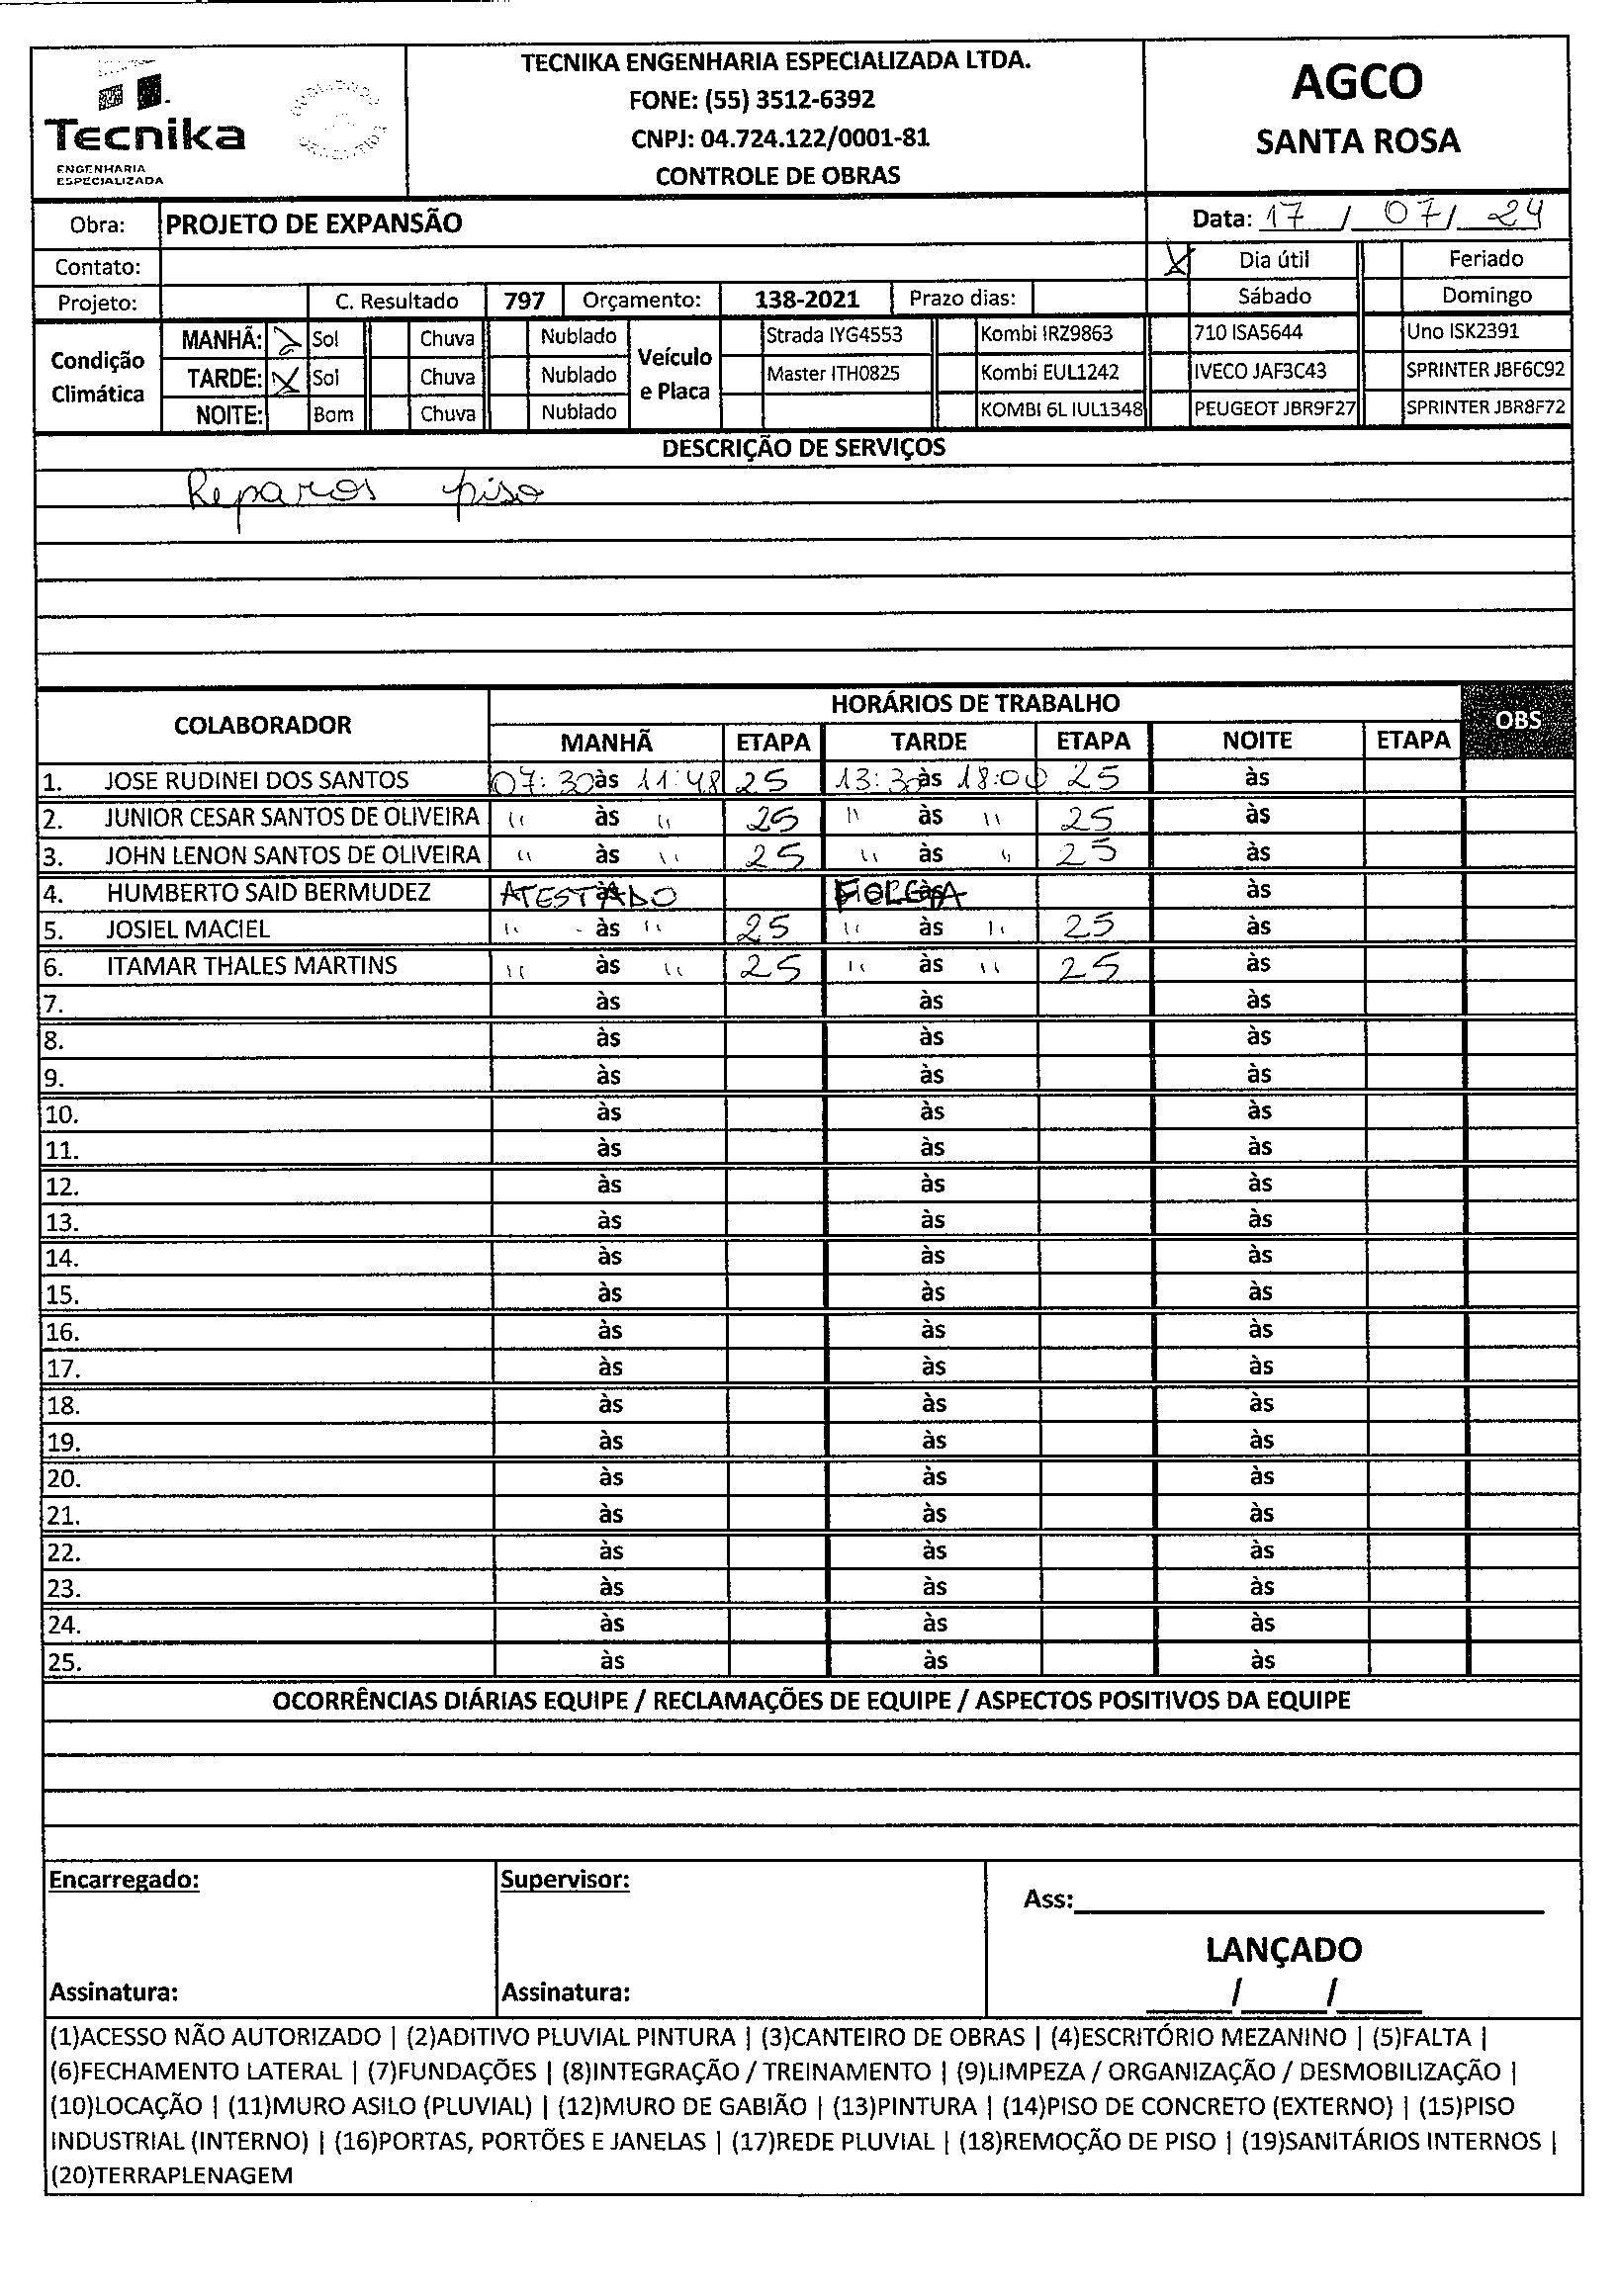 TECNIKA ENGENHARIA ESPECIALIZADA LTDA.
FONE: (55) 3512-6392
CNPJ: 04.724.122/0001-81
CONTROLE DE OBRAS
Tecnika
ENGENHARIA
ESPECIALIZADA
AGCO
SANTA ROSA
Obra: PROJETO DE EXPANSÃO
Data: 17 / 07 / 24
Contato:
Dia útil Feriado
Projeto: C. Resultado 797 Orçamento: 138-2021 Prazo dias: Sábado Domingo
Condição Climática
MANHÃ: Sol Chuva Nublado
TARDE: X Sol Chuva Nublado
NOITE: Bom Chuva Nublado
Veículo e Placa
Strada IYG4553 Kombi IRZ9863 710 ISA5644 Uno ISK2391
Master ITH0825 Kombi EUL1242 IVECO JAF3C43 SPRINTER JBF6C92
KOMBI 6L IUL1348 PEUGEOT JBR9F27 SPRINTER JBR8F72
DESCRIÇÃO DE SERVIÇOS
Reparos piso
COLABORADOR HORÁRIOS DE TRABALHO OBS
MANHÃ ETAPA TARDE ETAPA NOITE ETAPA
1. JOSE RUDINEI DOS SANTOS 07:30 às 11:48 25 13:30 às 18:00 25 às
2. JUNIOR CESAR SANTOS DE OLIVEIRA " às " 25 " às " 25 às
3. JOHN LENON SANTOS DE OLIVEIRA " às " 25 " às " 25 às
4. HUMBERTO SAID BERMUDEZ ATESTADO às às às
5. JOSIEL MACIEL " às " 25 " às " 25 às
6. ITAMAR THALES MARTINS " às " 25 " às " 25 às
7. às às às
8. às às às
9. às às às
10. às às às
11. às às às
12. às às às
13. às às às
14. às às às
15. às às às
16. às às às
17. às às às
18. às às às
19. às às às
20. às às às
21. às às às
22. às às às
23. às às às
24. às às às
25. às às às
OCORRÊNCIAS DIÁRIAS EQUIPE / RECLAMAÇÕES DE EQUIPE / ASPECTOS POSITIVOS DA EQUIPE
Encarregado: Supervisor:
Ass:
LANÇADO
Assinatura: Assinatura: / /
(1)ACESSO NÃO AUTORIZADO | (2)ADITIVO PLUVIAL PINTURA | (3)CANTEIRO DE OBRAS | (4)ESCRITÓRIO MEZANINO | (5)FALTA |
(6)FECHAMENTO LATERAL | (7)FUNDAÇÕES | (8)INTEGRAÇÃO / TREINAMENTO | (9)LIMPEZA / ORGANIZAÇÃO / DESMOBILIZAÇÃO |
(10)LOCAÇÃO | (11)MURO ASILO (PLUVIAL) | (12)MURO DE GABIÃO | (13)PINTURA | (14)PISO DE CONCRETO (EXTERNO) | (15)PISO
INDUSTRIAL (INTERNO) | (16)PORTAS, PORTÕES E JANELAS | (17)REDE PLUVIAL | (18)REMOÇÃO DE PISO | (19)SANITÁRIOS INTERNOS |
(20)TERRAPLENAGEM